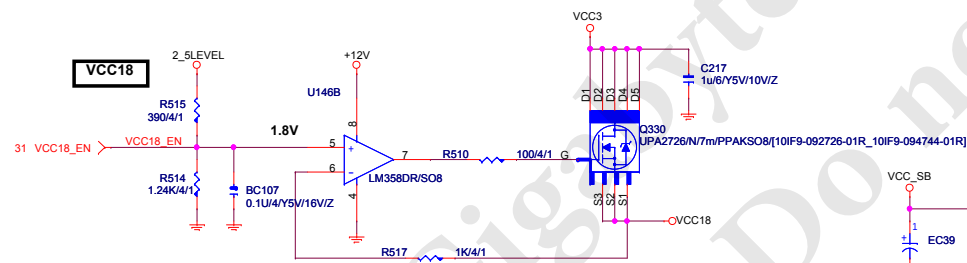 VCC3
VCC18
2_5LEVEL
+12V
C217
1u/6/Y5V/10V/Z
R515
390/4/1
U146B
D1
D2
D3
D4
D5
Q330
UPA2726/N/7m/PPAKSO8/[10IF9-092726-01R_10IF9-094744-01R]
31 VCC18_EN
VCC18_EN
1.8V
8
5
+
7
R510
100/4/1
G
6
-
LM358DR/SO8
4
R514
1.24K/4/1
BC107
0.1U/4/Y5V/16V/Z
S3
S2
S1
VCC18
VCC_SB
1
+
EC39
R517
1K/4/1
Gigabyte
Do no